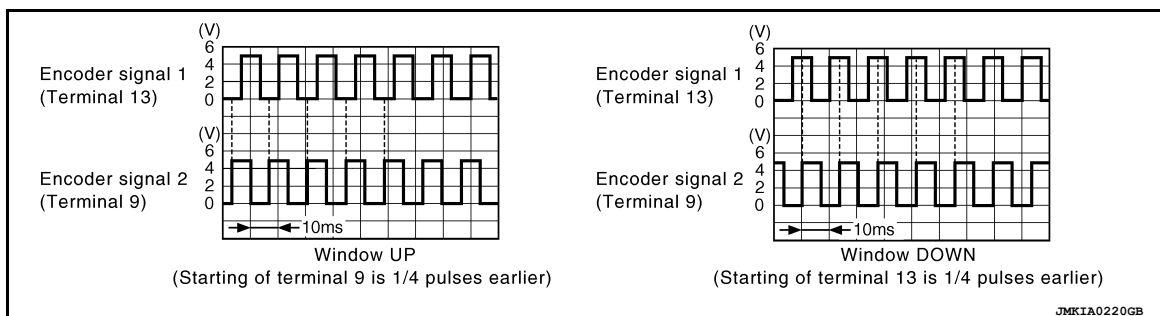 (V)
6
4
2
0
Encoder signal 1
(Terminal 13)
(V)
6
4
2
0
Encoder signal 2
(Terminal 9)
10ms
Window UP
(Starting of terminal 9 is 1/4 pulses earlier)
(V)
6
4
2
0
Encoder signal 1
(Terminal 13)
(V)
6
4
2
0
Encoder signal 2
(Terminal 9)
10ms
Window DOWN
(Starting of terminal 13 is 1/4 pulses earlier)
JMKIA0220GB